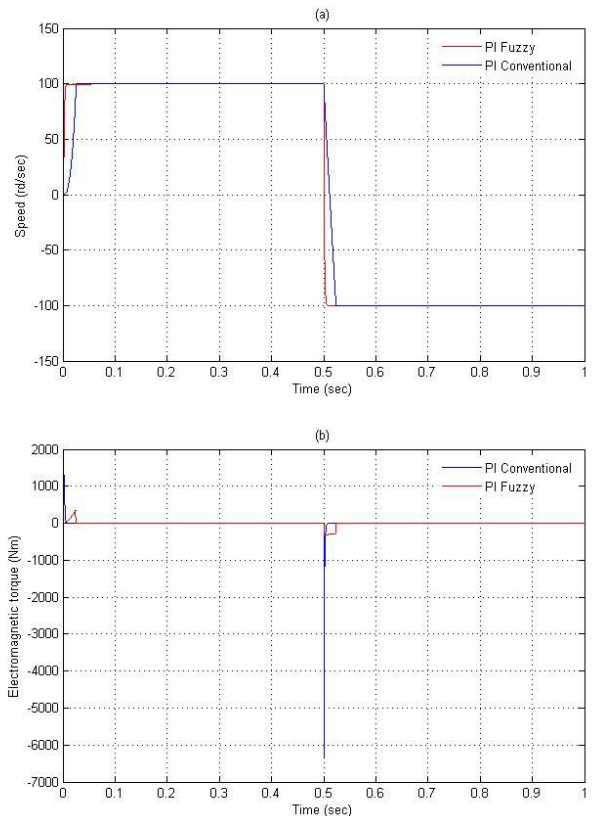 (a)
150
100
50
0
-50
-100
-150
Speed (rd/sec)
PI Fuzzy
PI Conventional
0 0.1 0.2 0.3 0.4 0.5 0.6 0.7 0.8 0.9 1
Time (sec)
(b)
2000
1000
0
-1000
-2000
-3000
-4000
-5000
-6000
-7000
Electromagnetic torque (Nm)
PI Conventional
PI Fuzzy
0 0.1 0.2 0.3 0.4 0.5 0.6 0.7 0.8 0.9 1
Time (sec)